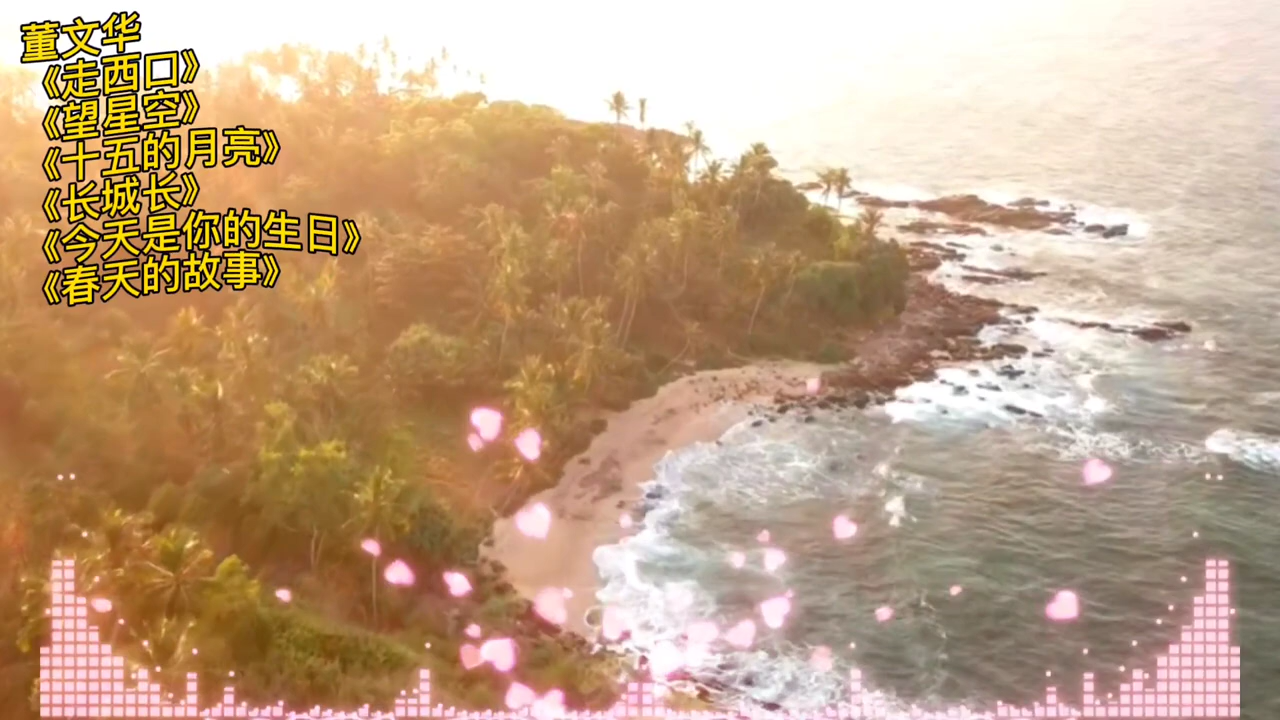 董文华
《走西口》
《望星空》
《十五的月亮》
《长城长》
《今天是你的生日》
《春天的故事》